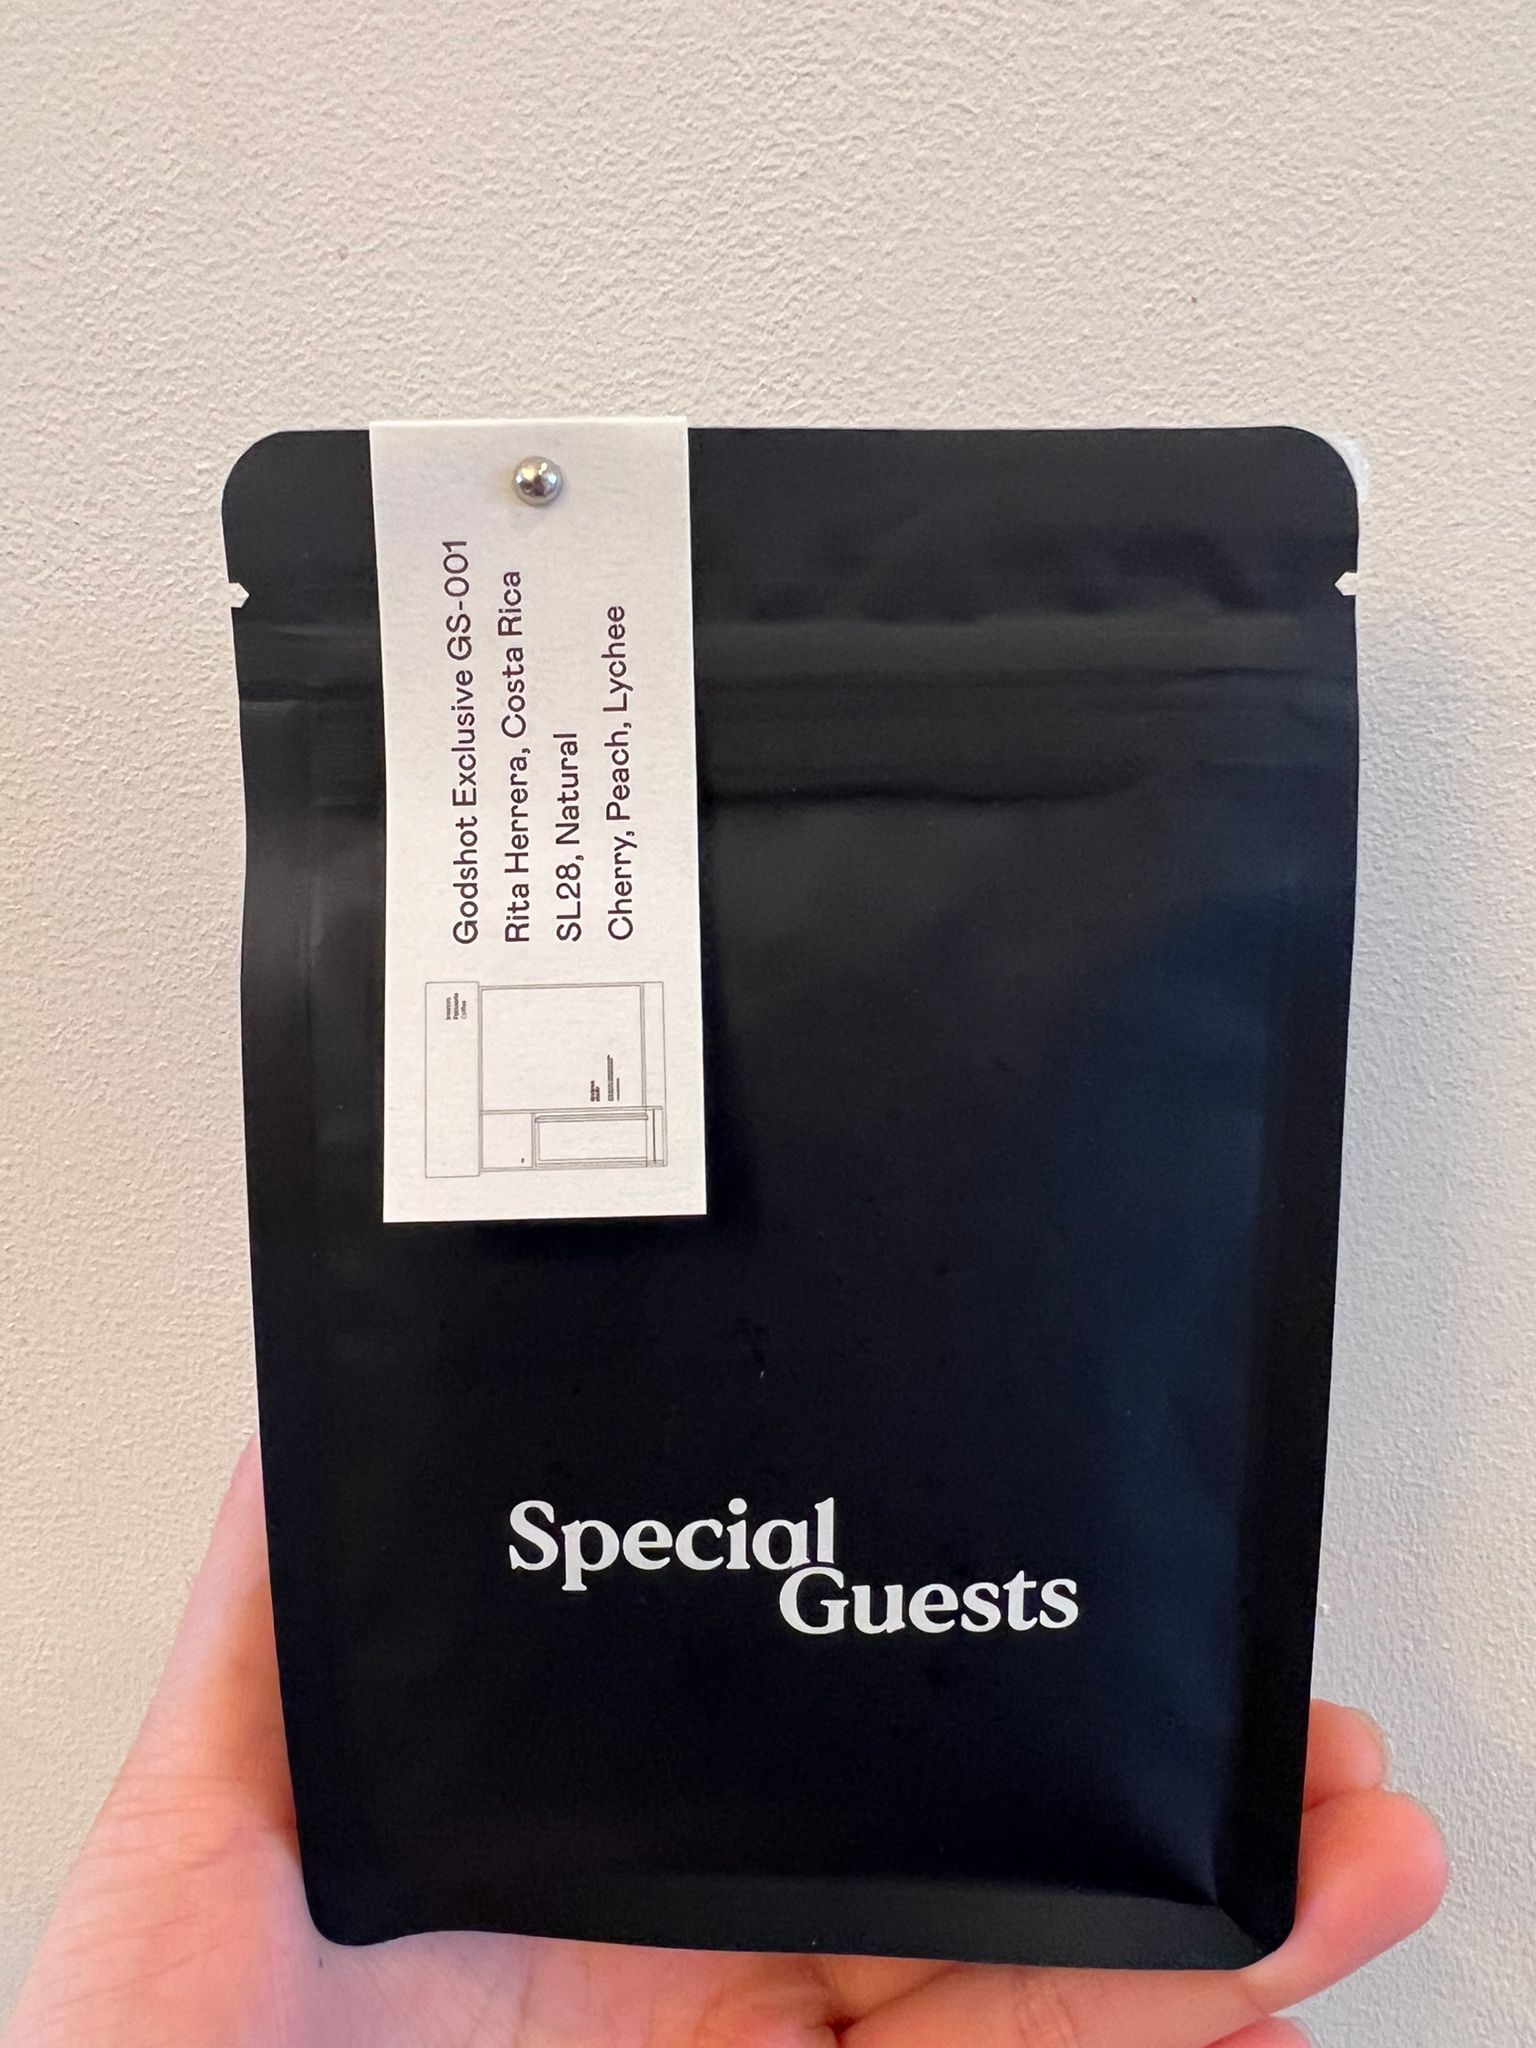 Godshot Exclusive GS-001
Rita Herrera, Costa Rica
SL28, Natural
Cherry, Peach, Lychee
Special
Guests